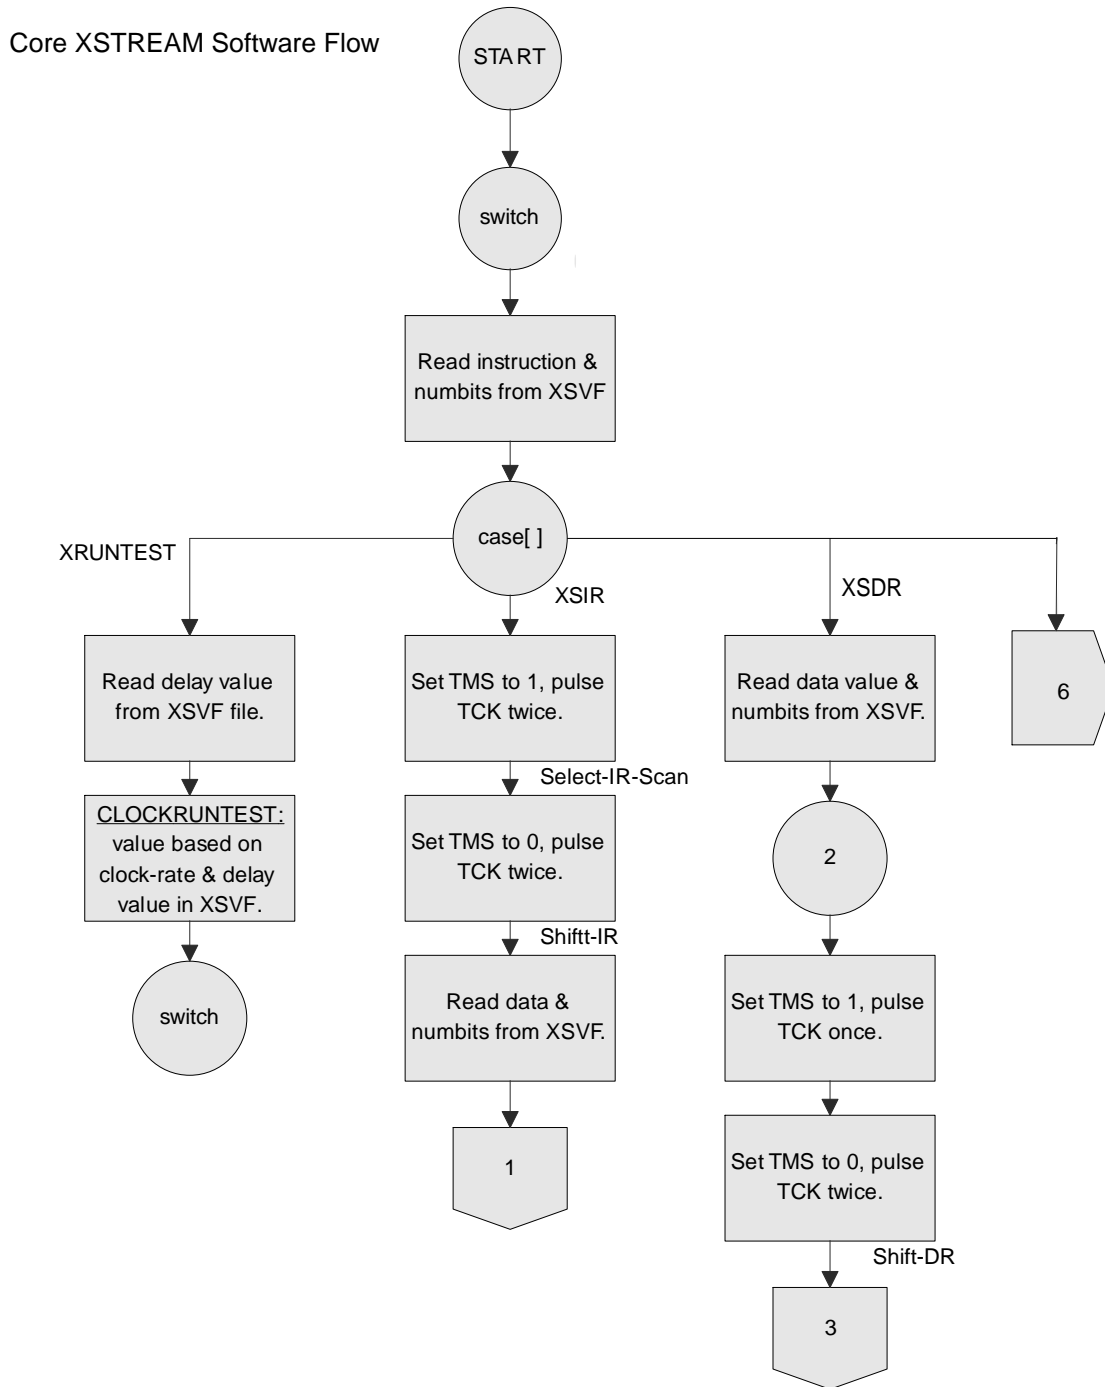 Core XSTREAM Software Flow
START
switch
Read instruction &
numbits from XSVF
case[ ]
XRUNTEST
XSIR
XSDR
Read delay value
from XSVF file.
Set TMS to 1, pulse
TCK twice.
Read data value &
numbits from XSVF.
6
Select-IR-Scan
CLOCKRUNTEST:
value based on
clock-rate & delay
value in XSVF.
Set TMS to 0, pulse
TCK twice.
2
Shiftt-IR
switch
Read data &
numbits from XSVF.
Set TMS to 1, pulse
TCK once.
1
Set TMS to 0, pulse
TCK twice.
Shift-DR
3